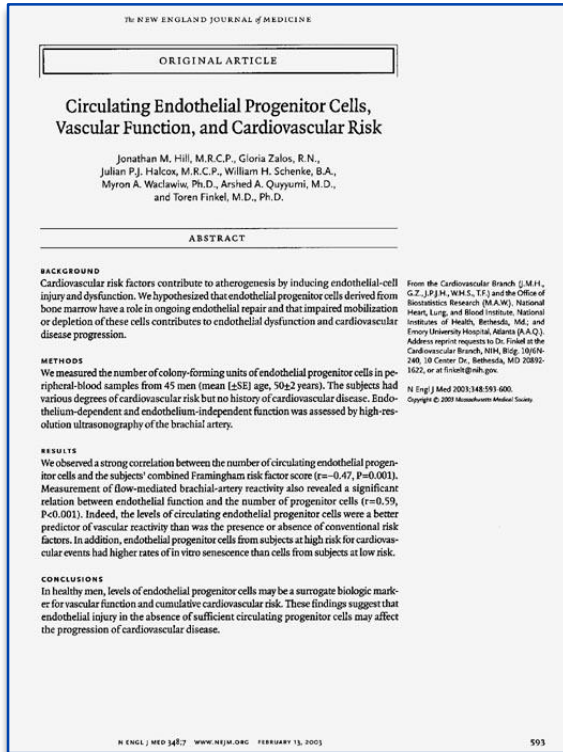 The NEW ENGLAND JOURNAL of MEDICINE
ORIGINAL ARTICLE
Circulating Endothelial Progenitor Cells,
Vascular Function, and Cardiovascular Risk
Jonathan M. Hill, M.R.C.P., Gloria Zalos, R.N.,
Julian P.J. Halcox, M.R.C.P., William H. Schenke, B.A.,
Myron A. Waclawiw, Ph.D., Arshed A. Quyyumi, M.D.,
and Toren Finkel, M.D., Ph.D.
ABSTRACT
BACKGROUND
Cardiovascular risk factors contribute to atherogenesis by inducing endothelial-cell
injury and dysfunction. We hypothesized that endothelial progenitor cells derived from
bone marrow have a role in ongoing endothelial repair and that impaired mobilization
or depletion of these cells contributes to endothelial dysfunction and cardiovascular
disease progression.
METHODS
We measured the number of colony-forming units of endothelial progenitor cells in pe-
ripheral-blood samples from 45 men (mean [±SE] age, 50±2 years). The subjects had
various degrees of cardiovascular risk but no history of cardiovascular disease. Endo-
thelium-dependent and endothelium-independent function was assessed by high-res-
olution ultrasonography of the brachial artery.
RESULTS
We observed a strong correlation between the number of circulating endothelial progen-
itor cells and the subjects' combined Framingham risk factor score (r=−0.47, P=0.001).
Measurement of flow-mediated brachial-artery reactivity also revealed a significant
relation between endothelial function and the number of progenitor cells (r=0.59,
P<0.001). Indeed, the levels of circulating endothelial progenitor cells were a better
predictor of vascular reactivity than was the presence or absence of conventional risk
factors. In addition, endothelial progenitor cells from subjects at high risk for cardiovas-
cular events had higher rates of in vitro senescence than cells from subjects at low risk.
CONCLUSIONS
In healthy men, levels of endothelial progenitor cells may be a surrogate biologic mark-
er for vascular function and cumulative cardiovascular risk. These findings suggest that
endothelial injury in the absence of sufficient circulating progenitor cells may affect
the progression of cardiovascular disease.
From the Cardiovascular Branch (J.M.H.,
G.Z., J.P.J.H., W.H.S., T.F.) and the Office of
Biostatistics Research (M.A.W.), National
Heart, Lung, and Blood Institute, National
Institutes of Health, Bethesda, Md.; and
Emory University Hospital, Atlanta (A.A.Q.).
Address reprint requests to Dr. Finkel at the
Cardiovascular Branch, NIH, Bldg. 10/6N-
240, 10 Center Dr., Bethesda, MD 20892-
1622, or at finkelt@nih.gov.
N Engl J Med 2003;348:593-600.
Copyright © 2003 Massachusetts Medical Society.
N ENGL J MED 348;7 WWW.NEJM.ORG FEBRUARY 13, 2003
593